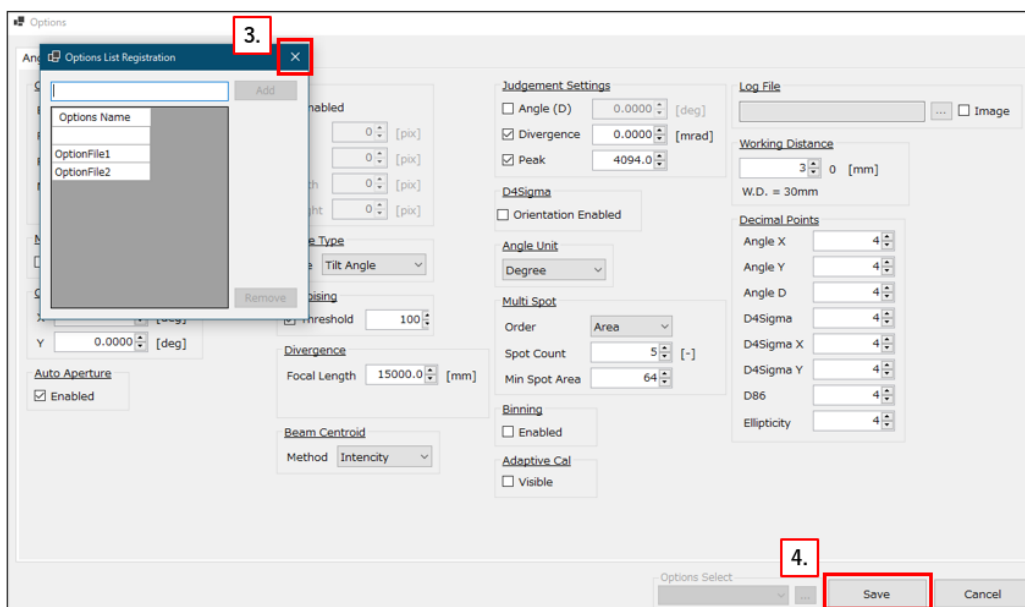 Options
3.
Options List Registration
Add
Options Name
OptionFile1
OptionFile2
Remove
nabled
0 [pix]
0 [pix]
0 [pix]
0 [pix]
e Type
Tilt Angle
Threshold 100
X [deg]
Y 0.0000 [deg]
Auto Aperture
Enabled
Divergence
Focal Length 15000.0 [mm]
Beam Centroid
Method Intencity
Judgement Settings
Angle (D) 0.0000 [deg]
Divergence 0.0000 [mrad]
Peak 4094.0
D4Sigma
Orientation Enabled
Angle Unit
Degree
Multi Spot
Order Area
Spot Count 5 [-]
Min Spot Area 64
Binning
Enabled
Adaptive Cal
Visible
Log File
... Image
Working Distance
3 0 [mm]
W.D. = 30mm
Decimal Points
Angle X 4
Angle Y 4
Angle D 4
D4Sigma 4
D4Sigma X 4
D4Sigma Y 4
D86 4
Ellipticity 4
4.
Options Select
...
Save
Cancel